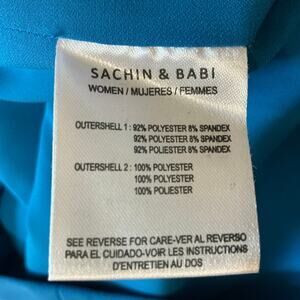 SACHIN & BABI
WOMEN / MUJERES / FEMMES
OUTERSHELL 1 : 92% POLYESTER 8% SPANDEX
92% POLYESTER 8% SPANDEX
92% POLIESTER 8% SPANDEX
OUTERSHELL 2 : 100% POLYESTER
100% POLYESTER
100% POLIESTER
SEE REVERSE FOR CARE-VER AL REVERSO
PARA EL CUIDADO-VOIR LES INSTRUCTIONS
D'ENTRETIEN AU DOS